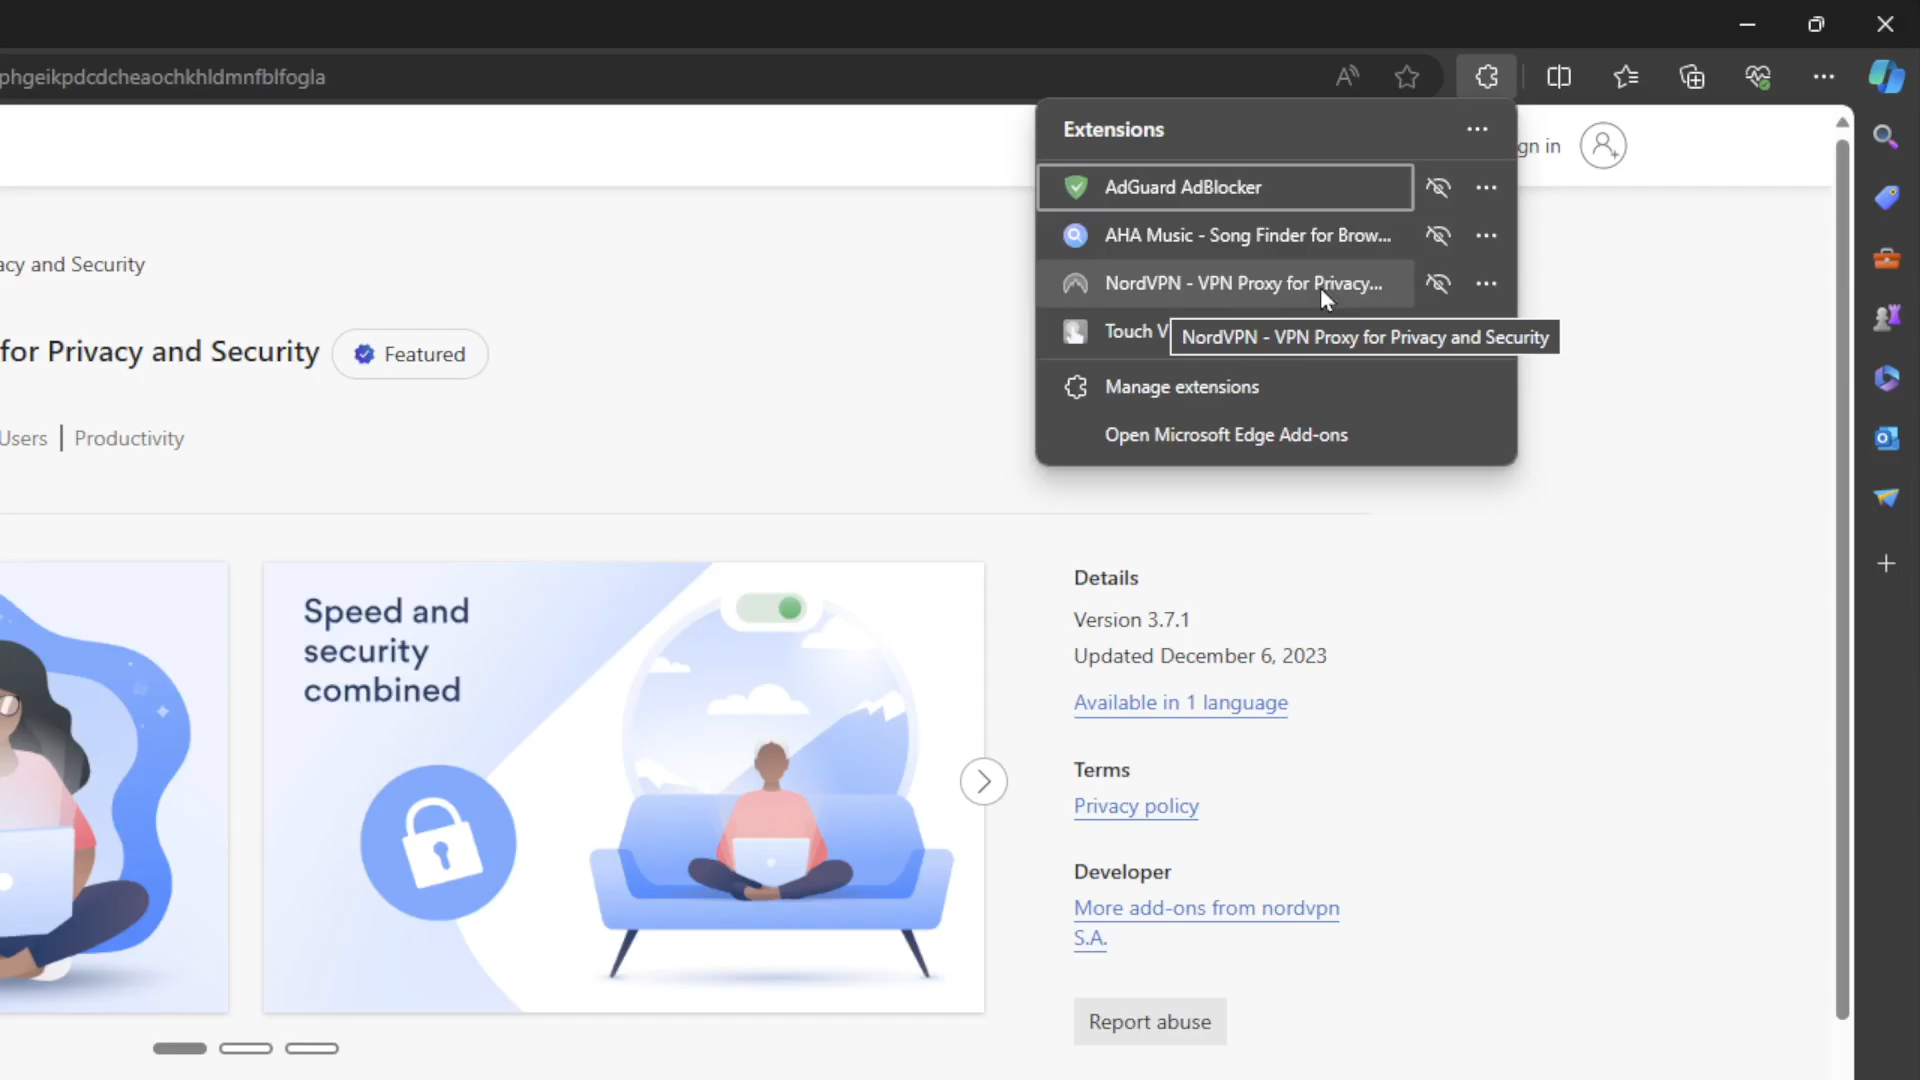 phgeikpdcdcheaochkhldmnfblfogla
Extensions
gn in
AdGuard AdBlocker
AHA Music - Song Finder for Brow...
NordVPN - VPN Proxy for Privacy...
Touch V
NordVPN - VPN Proxy for Privacy and Security
Manage extensions
Open Microsoft Edge Add-ons
acy and Security
for Privacy and Security
Featured
Users
Productivity
Speed and
security
combined
Details
Version 3.7.1
Updated December 6, 2023
Available in 1 language
Terms
Privacy policy
Developer
More add-ons from nordvpn
S.A.
Report abuse